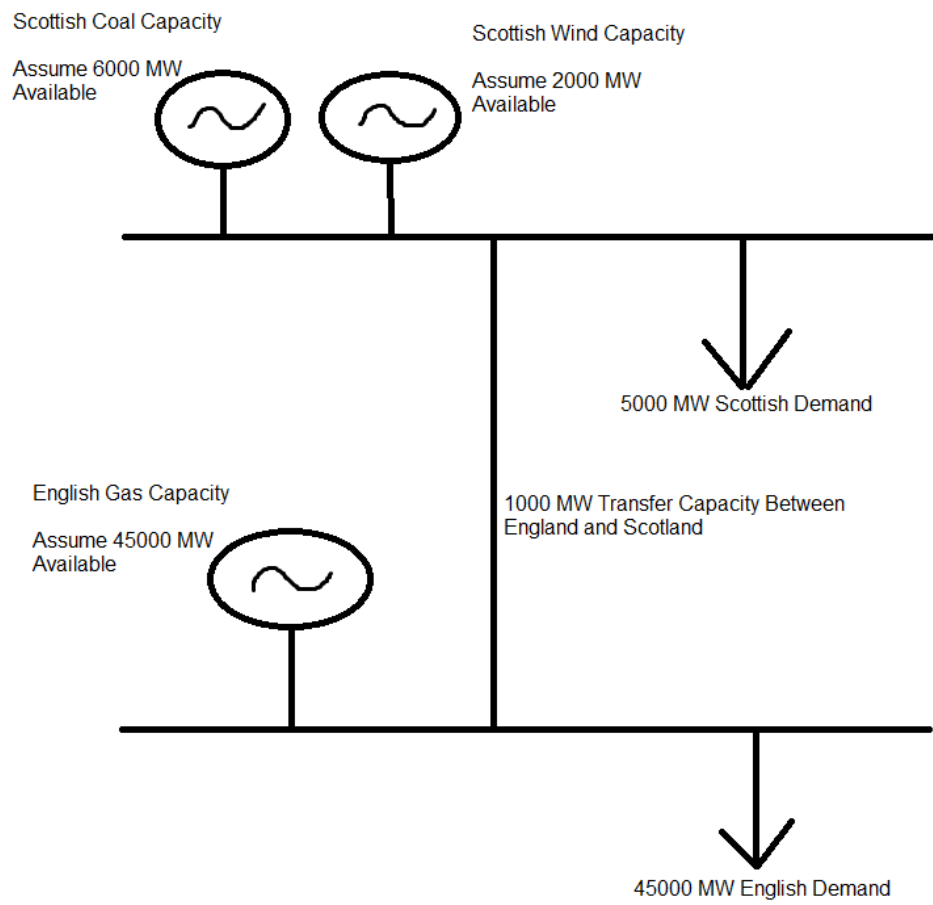 Scottish Coal Capacity
Assume 6000 MW
Available
Scottish Wind Capacity
Assume 2000 MW
Available
5000 MW Scottish Demand
English Gas Capacity
Assume 45000 MW
Available
1000 MW Transfer Capacity Between
England and Scotland
45000 MW English Demand